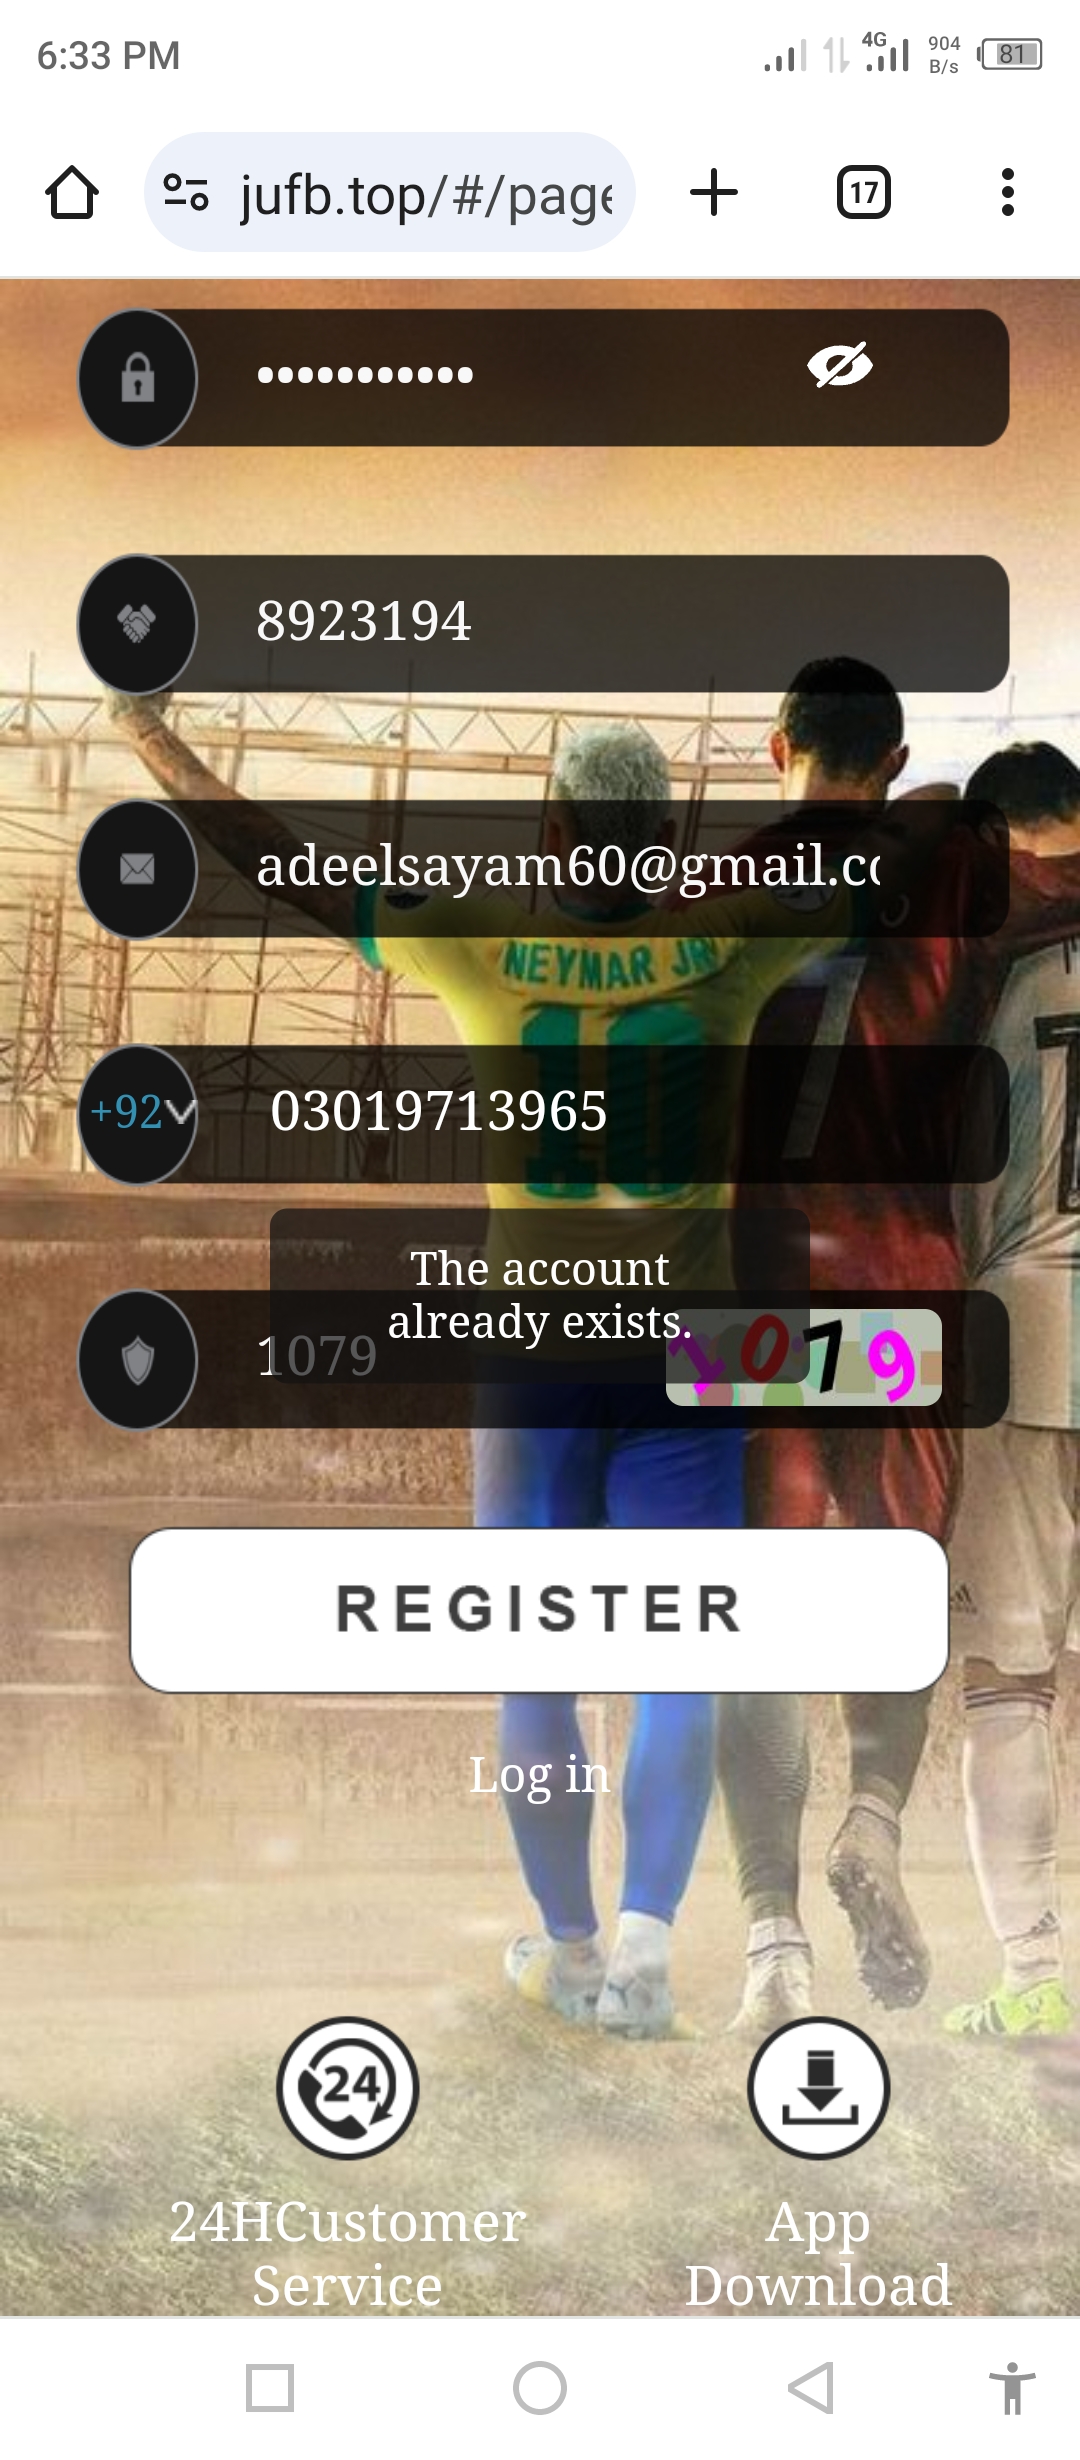 6:33 PM
4G
904
B/s
81
jufb.top/#/page
17
•••••••••••
8923194
adeelsayam60@gmail.co
NEYMAR JR
10
+92
03019713965
The account
already exists.
1079
1079
REGISTER
Log in
24
24HCustomer
Service
App
Download